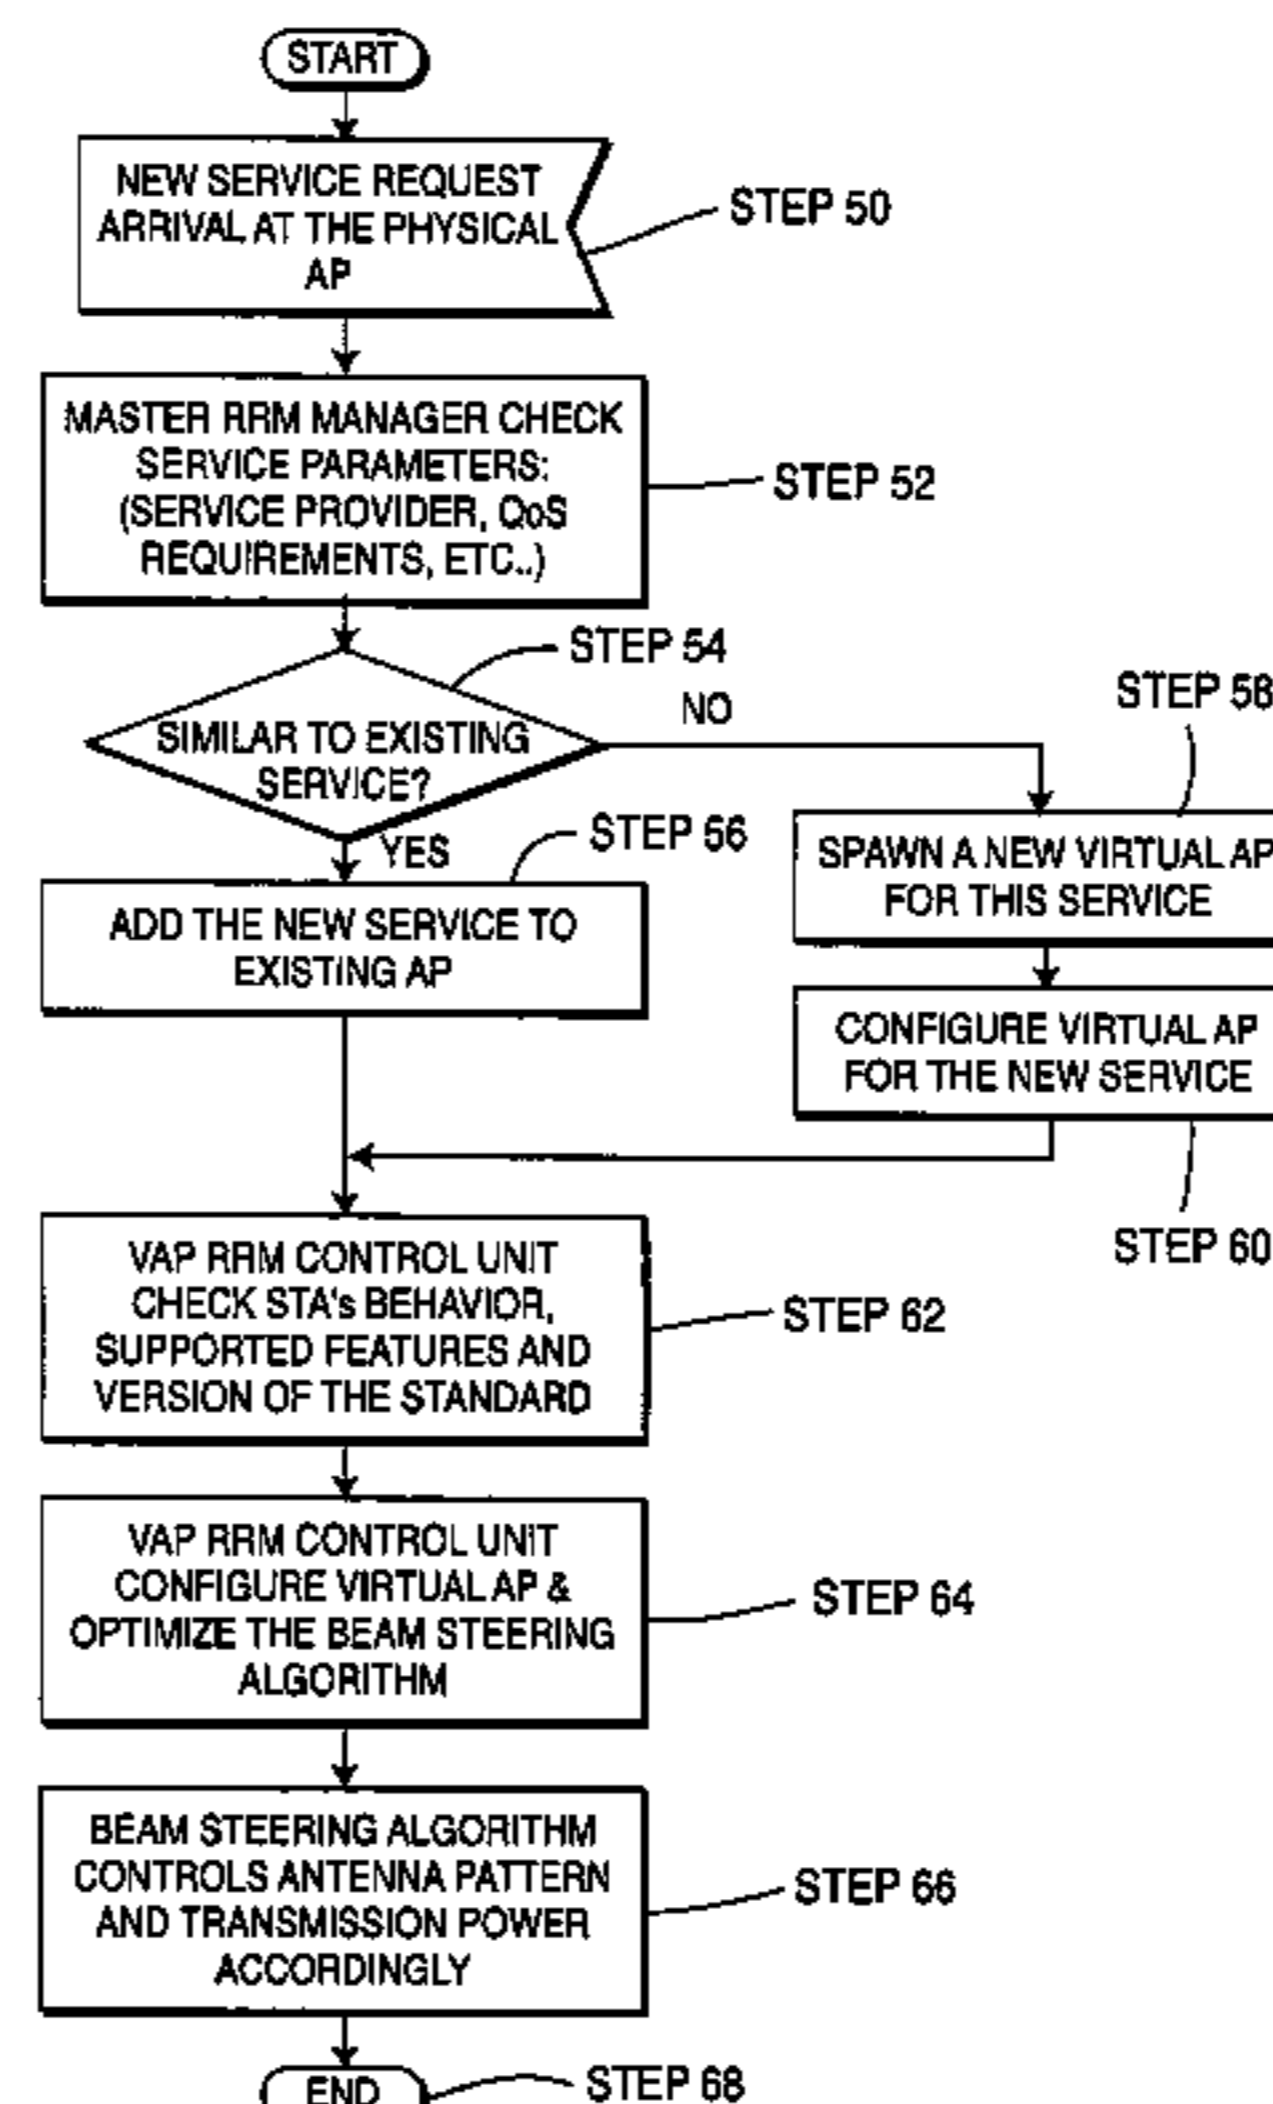 START
NEW SERVICE REQUEST
ARRIVAL AT THE PHYSICAL
AP
STEP 50
MASTER RRM MANAGER CHECK
SERVICE PARAMETERS:
(SERVICE PROVIDER, QoS
REQUIREMENTS, ETC..)
STEP 52
STEP 54
SIMILAR TO EXISTING
SERVICE?
NO
YES
STEP 58
SPAWN A NEW VIRTUAL AP
FOR THIS SERVICE
STEP 56
ADD THE NEW SERVICE TO
EXISTING AP
CONFIGURE VIRTUAL AP
FOR THE NEW SERVICE
STEP 60
VAP RRM CONTROL UNIT
CHECK STA's BEHAVIOR,
SUPPORTED FEATURES AND
VERSION OF THE STANDARD
STEP 62
VAP RRM CONTROL UNIT
CONFIGURE VIRTUAL AP &
OPTIMIZE THE BEAM STEERING
ALGORITHM
STEP 64
BEAM STEERING ALGORITHM
CONTROLS ANTENNA PATTERN
AND TRANSMISSION POWER
ACCORDINGLY
STEP 66
END
STEP 68